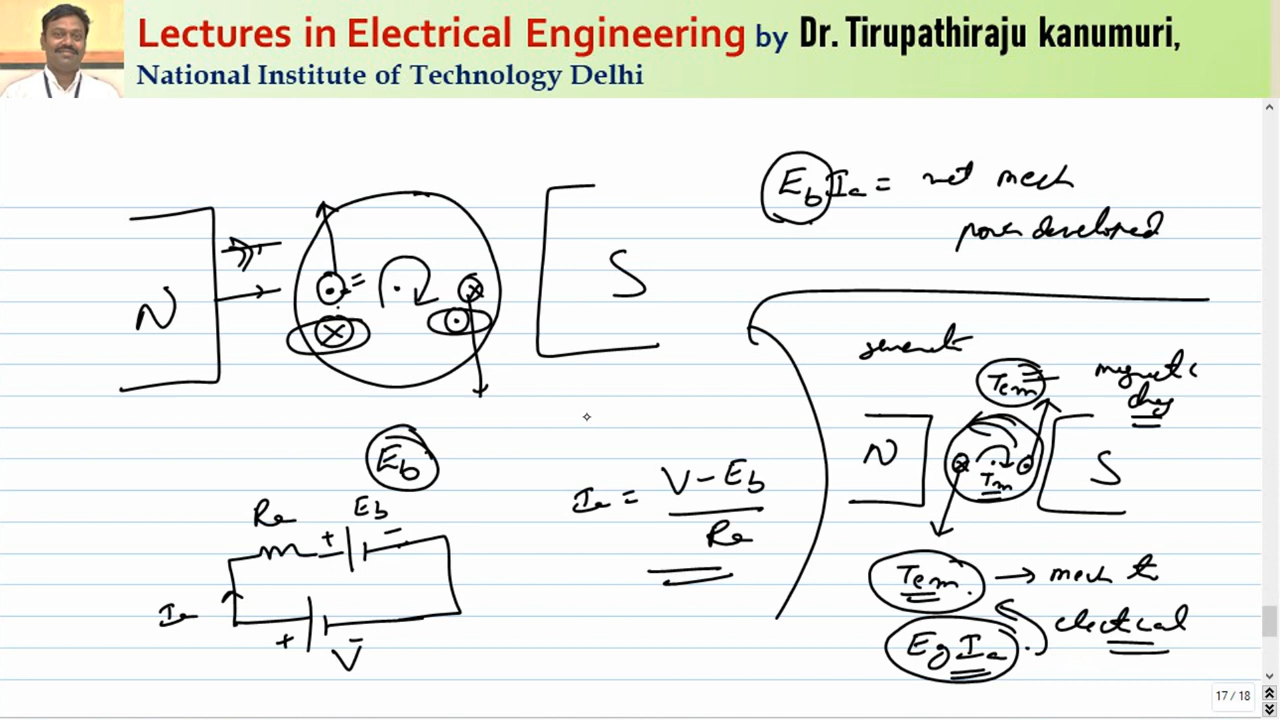 Lectures in Electrical Engineering by Dr. Tirupathiraju kanumuri,
National Institute of Technology Delhi
EbIa = net mech
power developed
N
S
generator
Tem
magnetic
drag
N
Tm
S
Eb
Ra
Eb
+ −
Ia
+ −
V
Ia = V − Eb
Ra
Tem. → mech to
electrical
EgIa
17 / 18